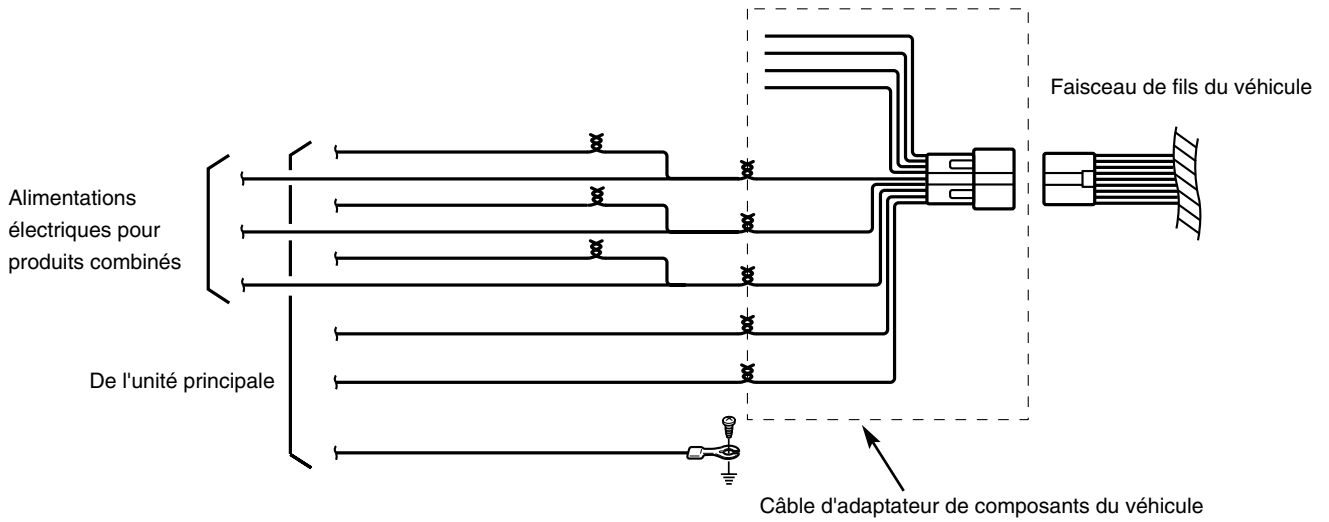 Faisceau de fils du véhicule
Alimentations
électriques pour
produits combinés
De l'unité principale
Câble d'adaptateur de composants du véhicule